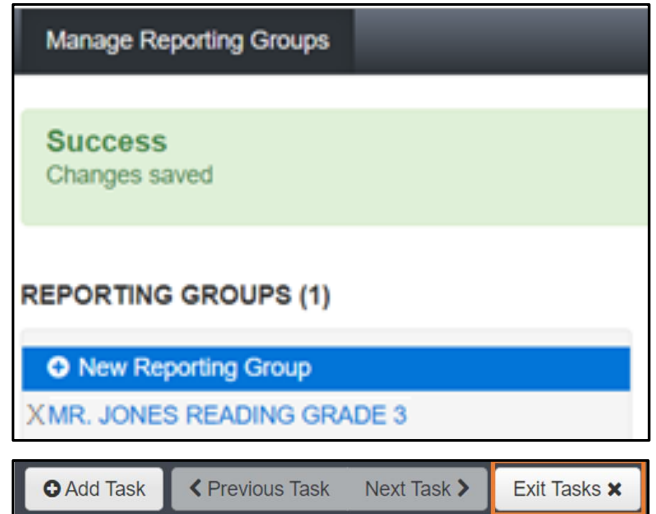 Manage Reporting Groups
Success
Changes saved
REPORTING GROUPS (1)
New Reporting Group
X MR. JONES READING GRADE 3
Add Task Previous Task Next Task Exit Tasks